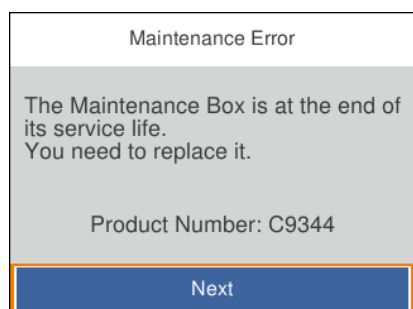 Maintenance Error
The Maintenance Box is at the end of
its service life.
You need to replace it.
Product Number: C9344
Next